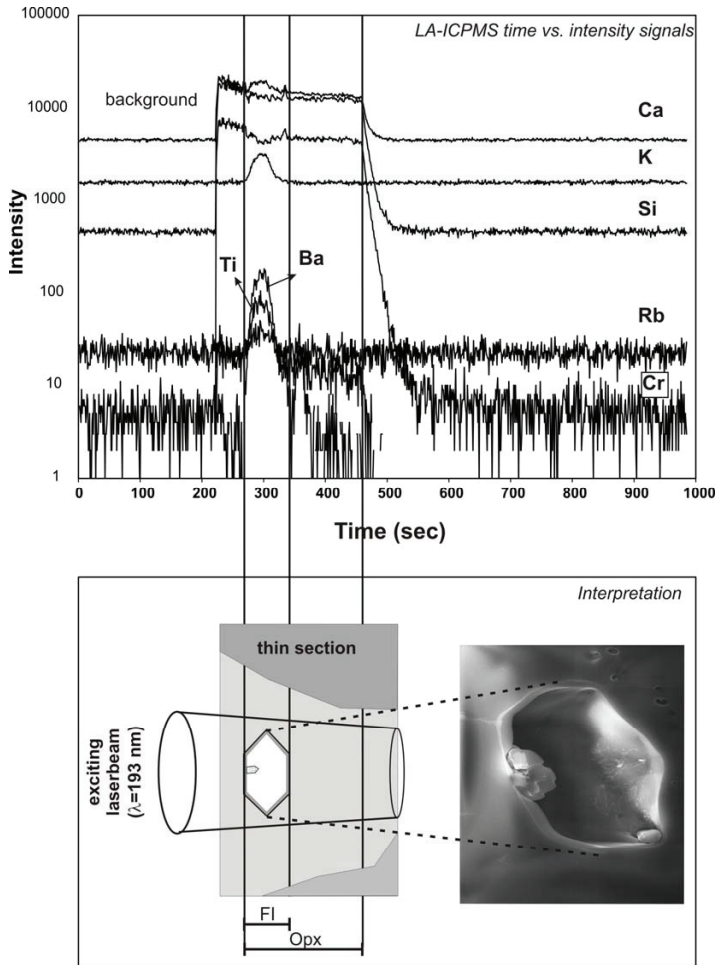 LA-ICPMS time vs. intensity signals
100000
10000
1000
100
10
1
Intensity
background
Ca
K
Si
Ti
Ba
Rb
Cr
0 100 200 300 400 500 600 700 800 900 1000
Time (sec)
Interpretation
thin section
exciting
laserbeam
(λ=193 nm)
FI
Opx